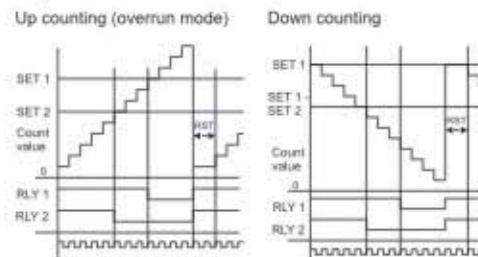 Up counting (overrun mode)
SET 1
SET 2
Count
value
0
RST
RLY 1
RLY 2
Down counting
SET 1
SET 1 -
SET 2
Count
value
0
RST
RLY 1
RLY 2